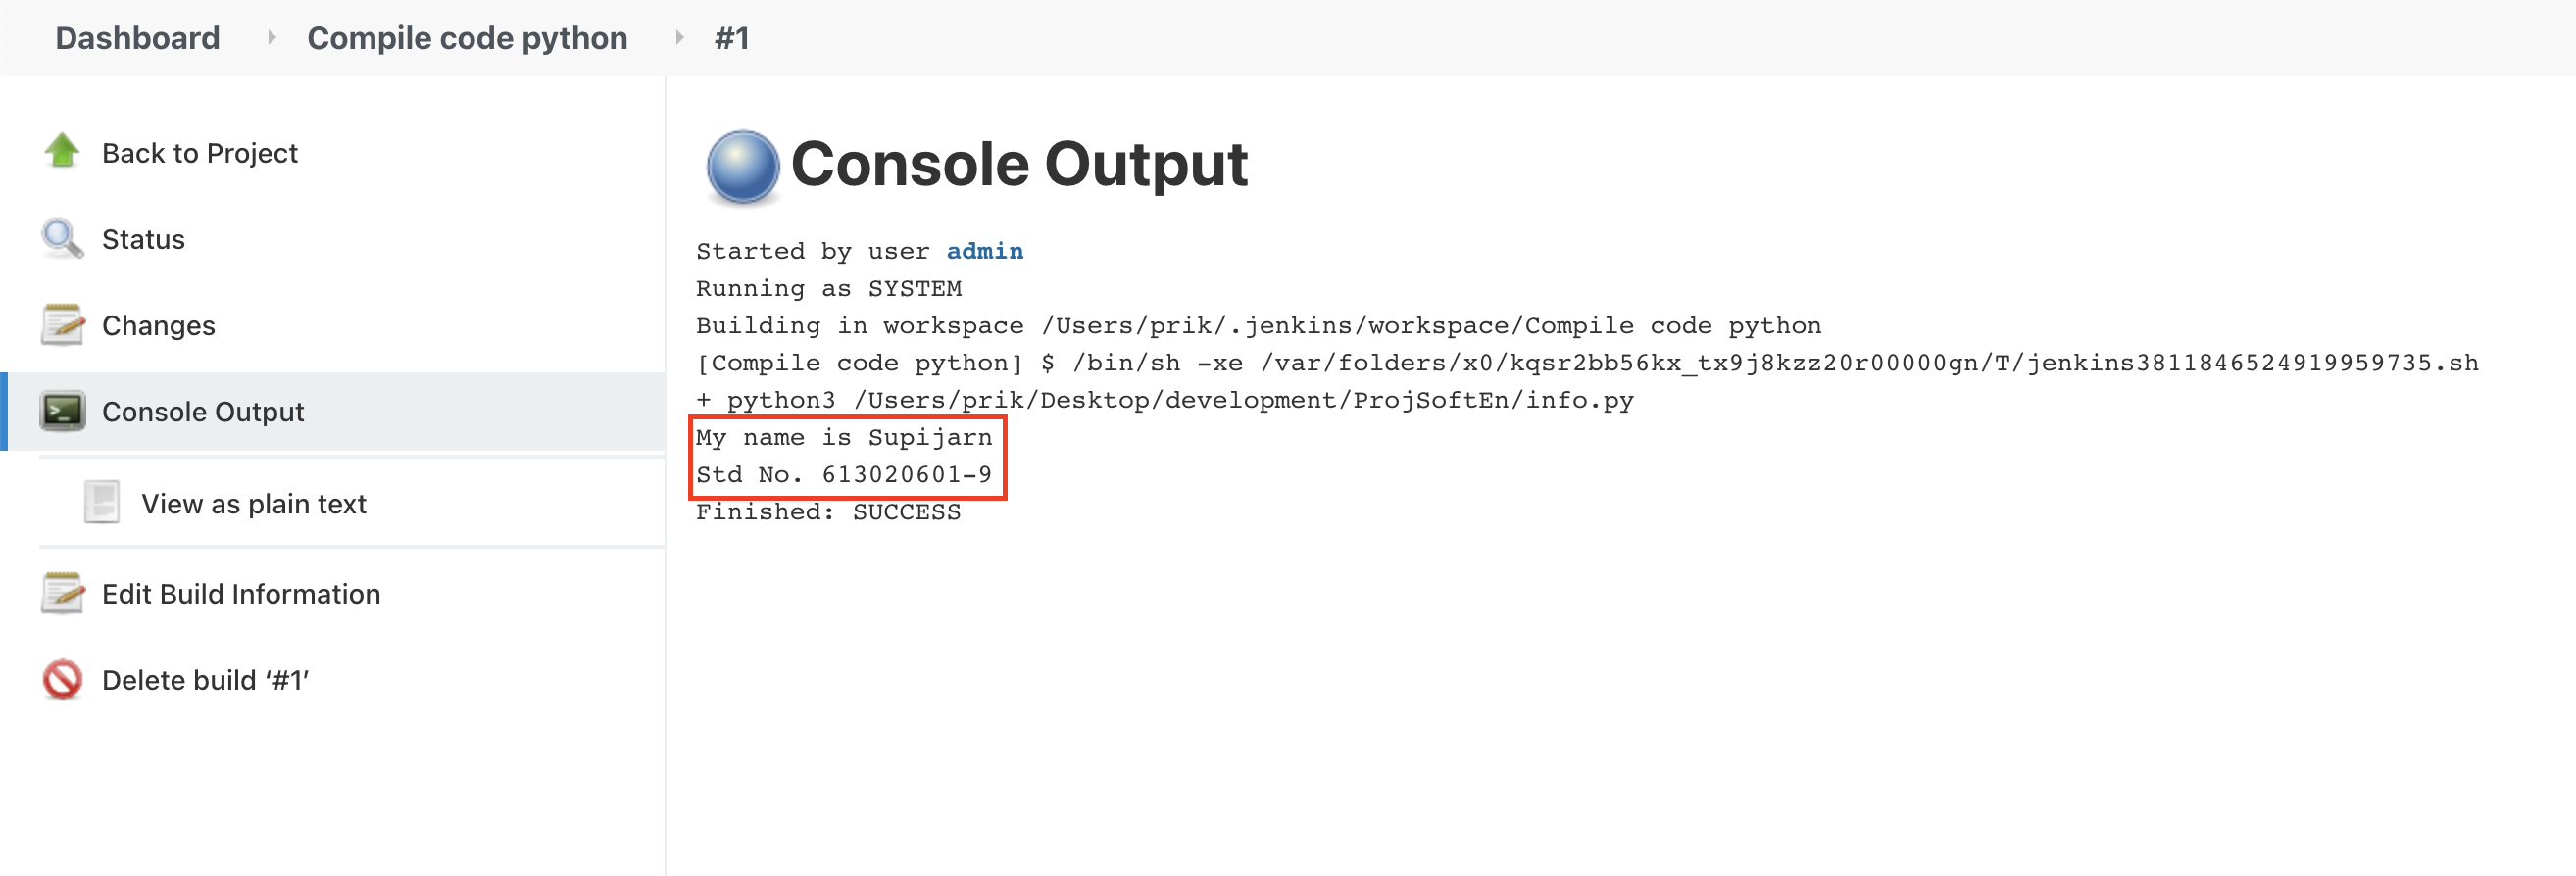 Dashboard
Compile code python
#1
Back to Project
Status
Changes
Console Output
View as plain text
Edit Build Information
Delete build ‘#1’
Console Output
Started by user admin
Running as SYSTEM
Building in workspace /Users/prik/.jenkins/workspace/Compile code python
[Compile code python] $ /bin/sh -xe /var/folders/x0/kqsr2bb56kx_tx9j8kzz20r00000gn/T/jenkins3811846524919959735.sh
+ python3 /Users/prik/Desktop/development/ProjSoftEn/info.py
My name is Supijarn
Std No. 613020601-9
Finished: SUCCESS